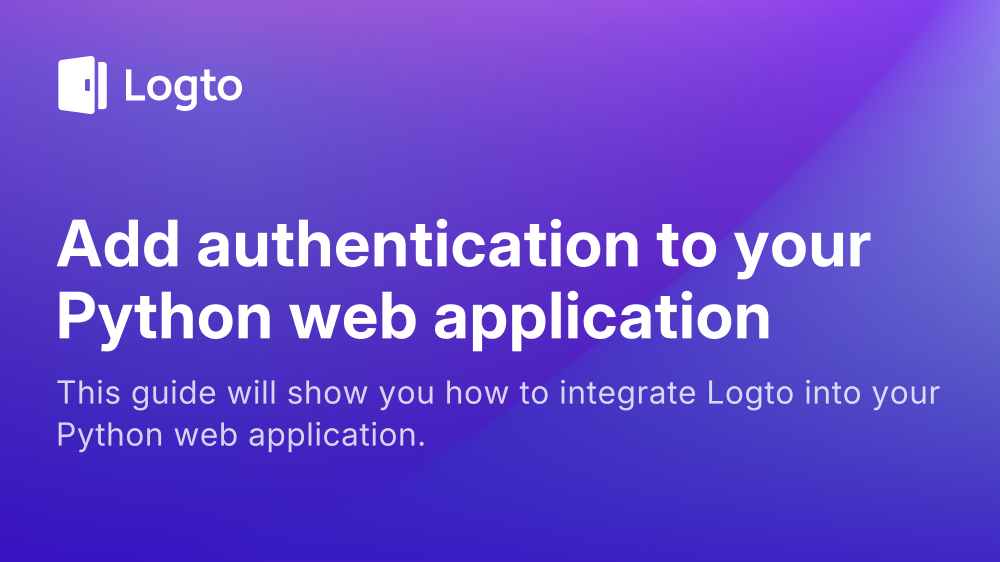 Logto
Add authentication to your
Python web application
This guide will show you how to integrate Logto into your
Python web application.